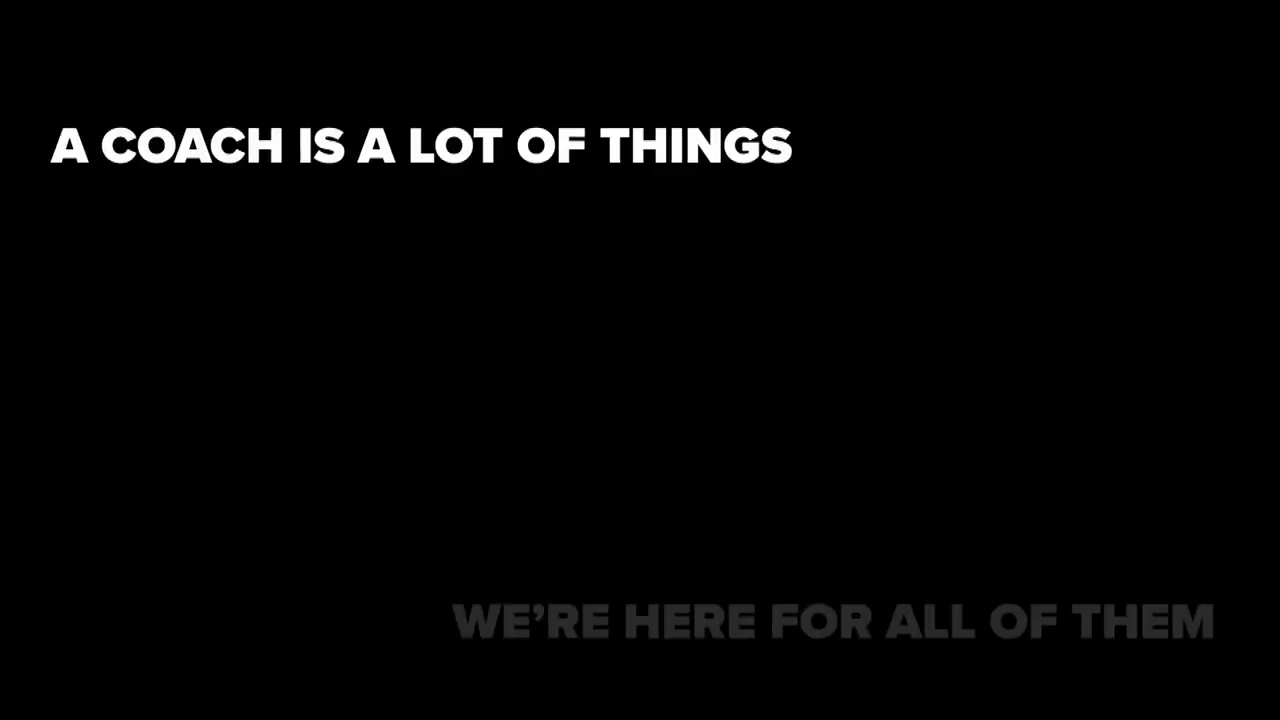 A COACH IS A LOT OF THINGS
WE’RE HERE FOR ALL OF THEM